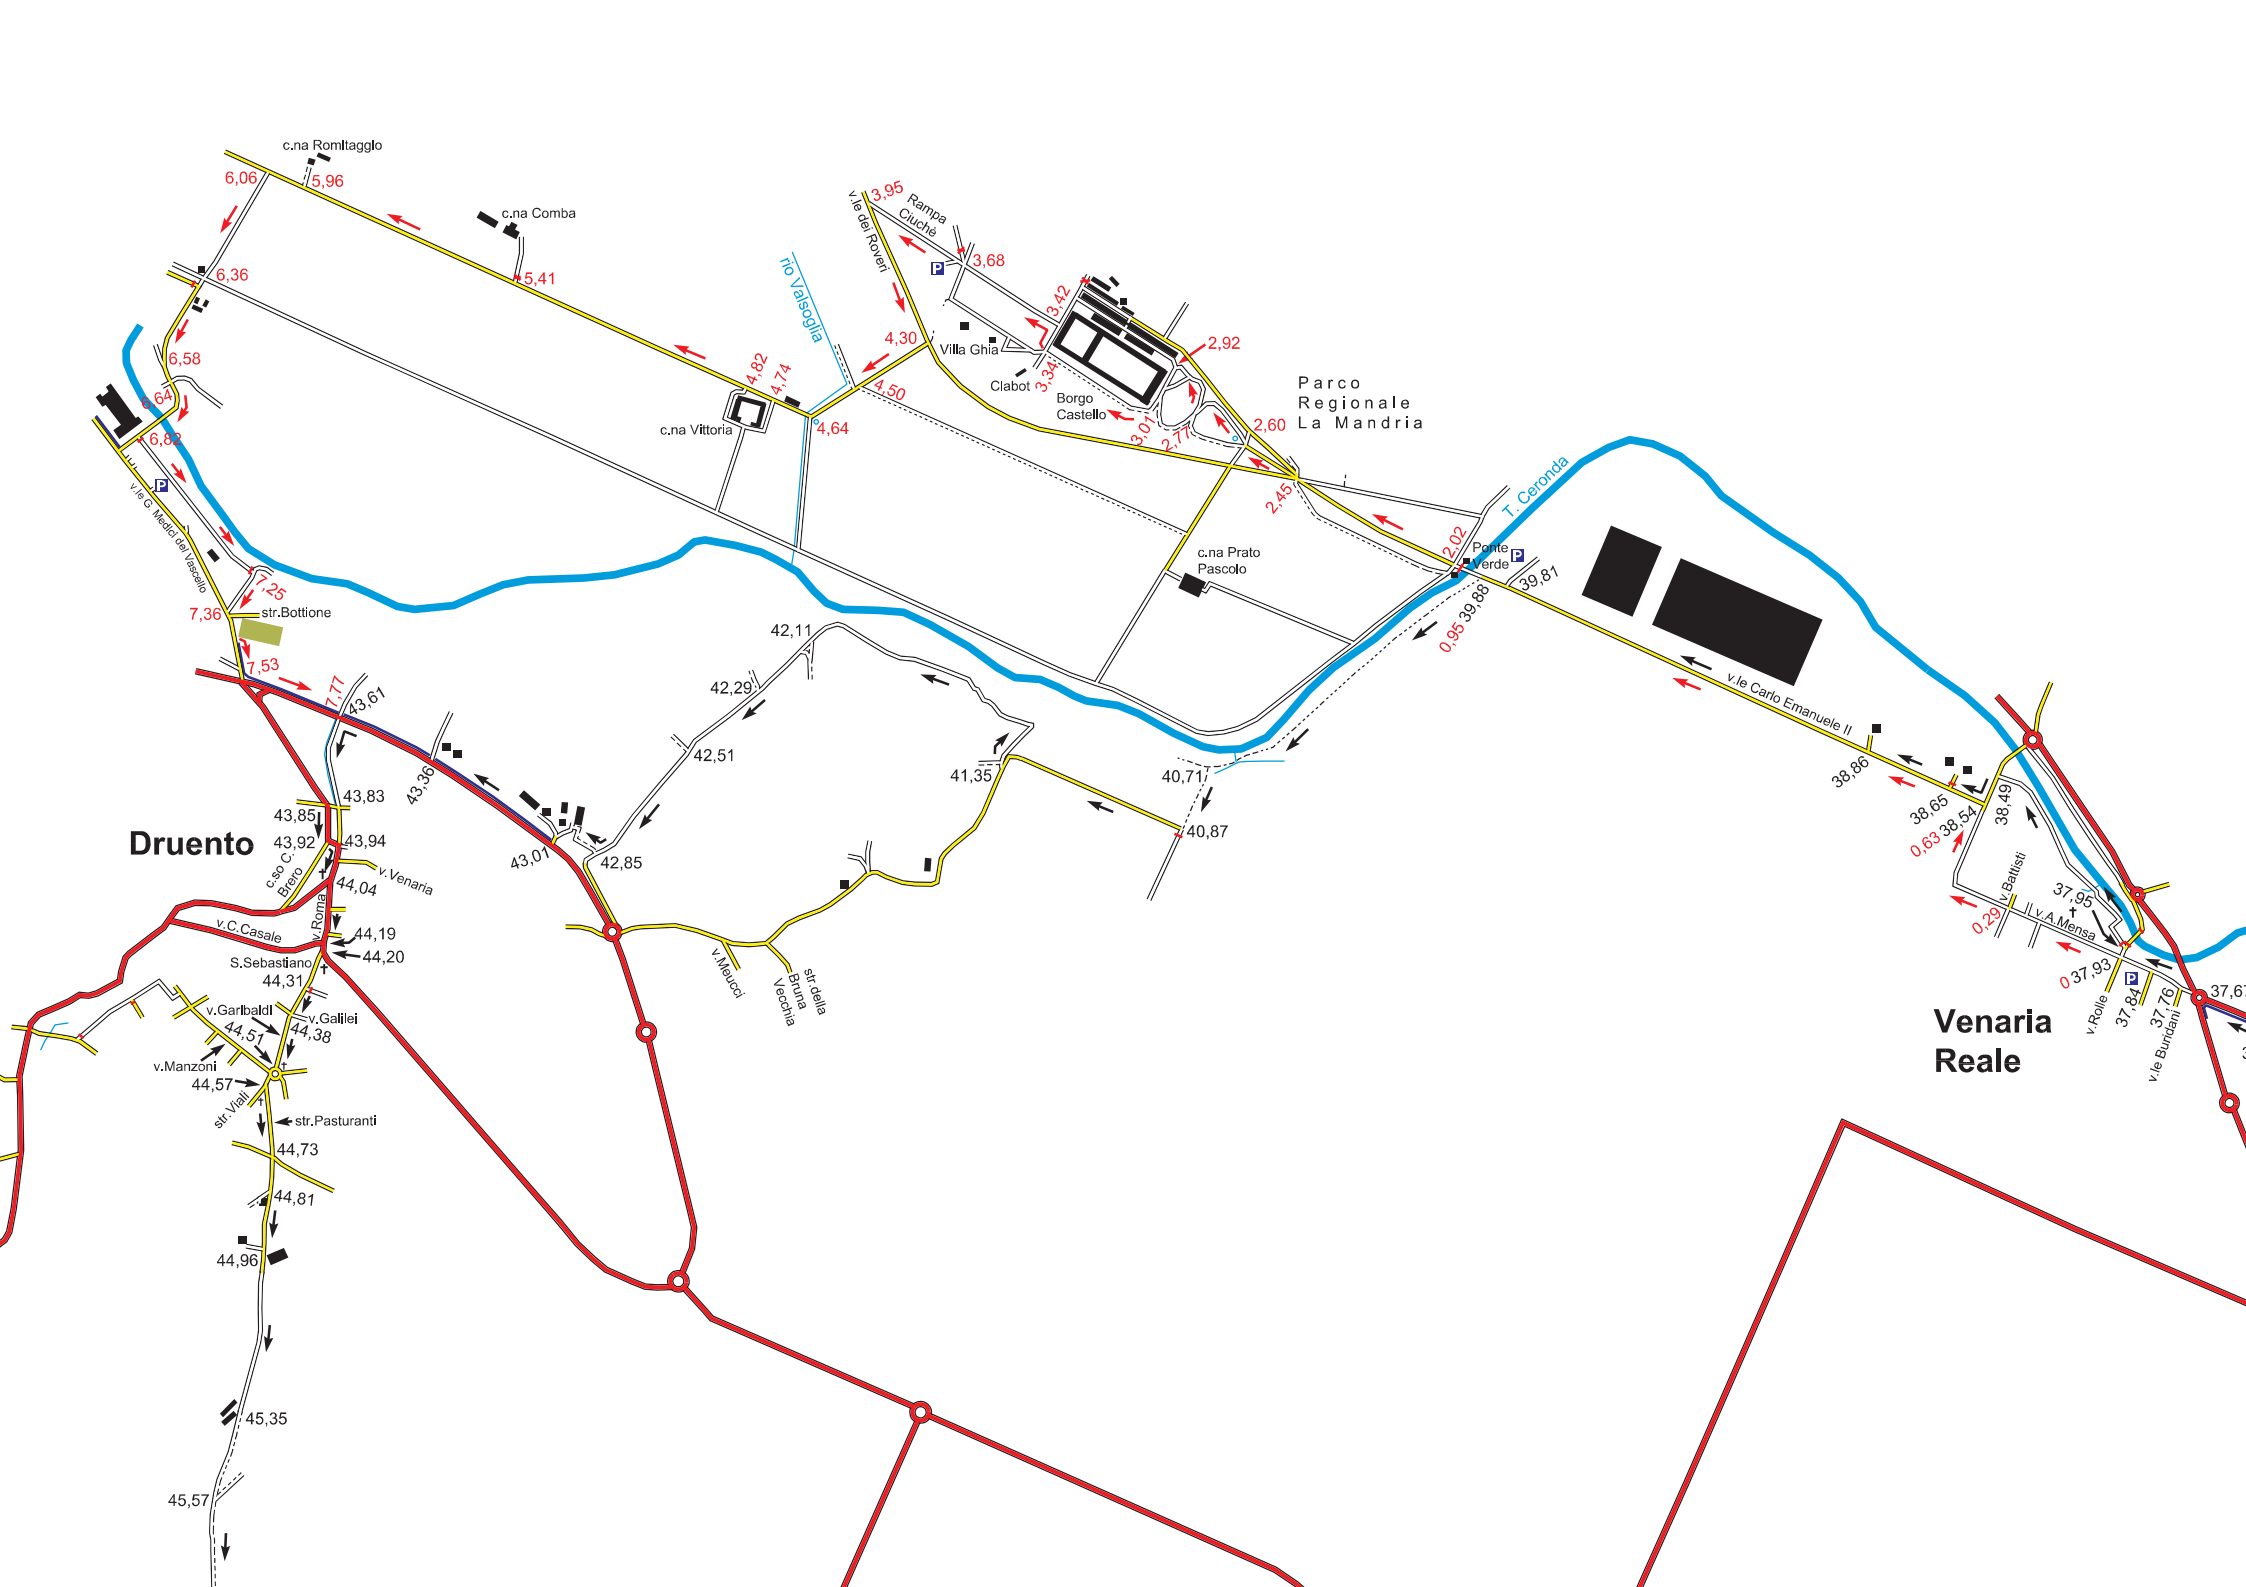 c.na Romitaggio
6,06
5,96
c.na Comba
5,41
6,36
6,58
6,64
6,82
P
v.le G. Medici del Vascello
7,25
7,36
str.Bottione
7,53
7,77
43,61
rio Valsoglia
v.le dei Roveri
3,95
Rampa
Ciuchè
3,68
P
3,42
2,92
4,30
Villa Ghia
Ciabot
3,34
Borgo
Castello
3,01
2,77
2,60
4,50
4,82
4,74
4,64
c.na Vittoria
Parco
Regionale
La Mandria
2,45
2,02
T. Ceronda
Ponte
Verde
P
39,81
0,95 39,88
c.na Prato
Pascolo
42,11
42,29
42,51
42,85
41,35
40,71
40,87
43,36
43,01
v.le Carlo Emanuele II
38,86
38,65
0,63 38,54
38,49
v.Battisti
37,95
v.A.Mensa
0,29
0 37,93
P
v.Rolle
37,84
37,76
v.le Buridani
37,67
Venaria
Reale
Druento
43,83
43,85
43,92
43,94
c.so C.
Brero
v.Venaria
44,04
v.Roma
v.C.Casale
44,19
44,20
S.Sebastiano
44,31
v.Garibaldi
v.Galilei
44,51
44,38
v.Manzoni
44,57
str.Viali
str.Pasturanti
44,73
44,81
44,96
45,35
45,57
v.Meucci
str.della
Bruna
Vecchia